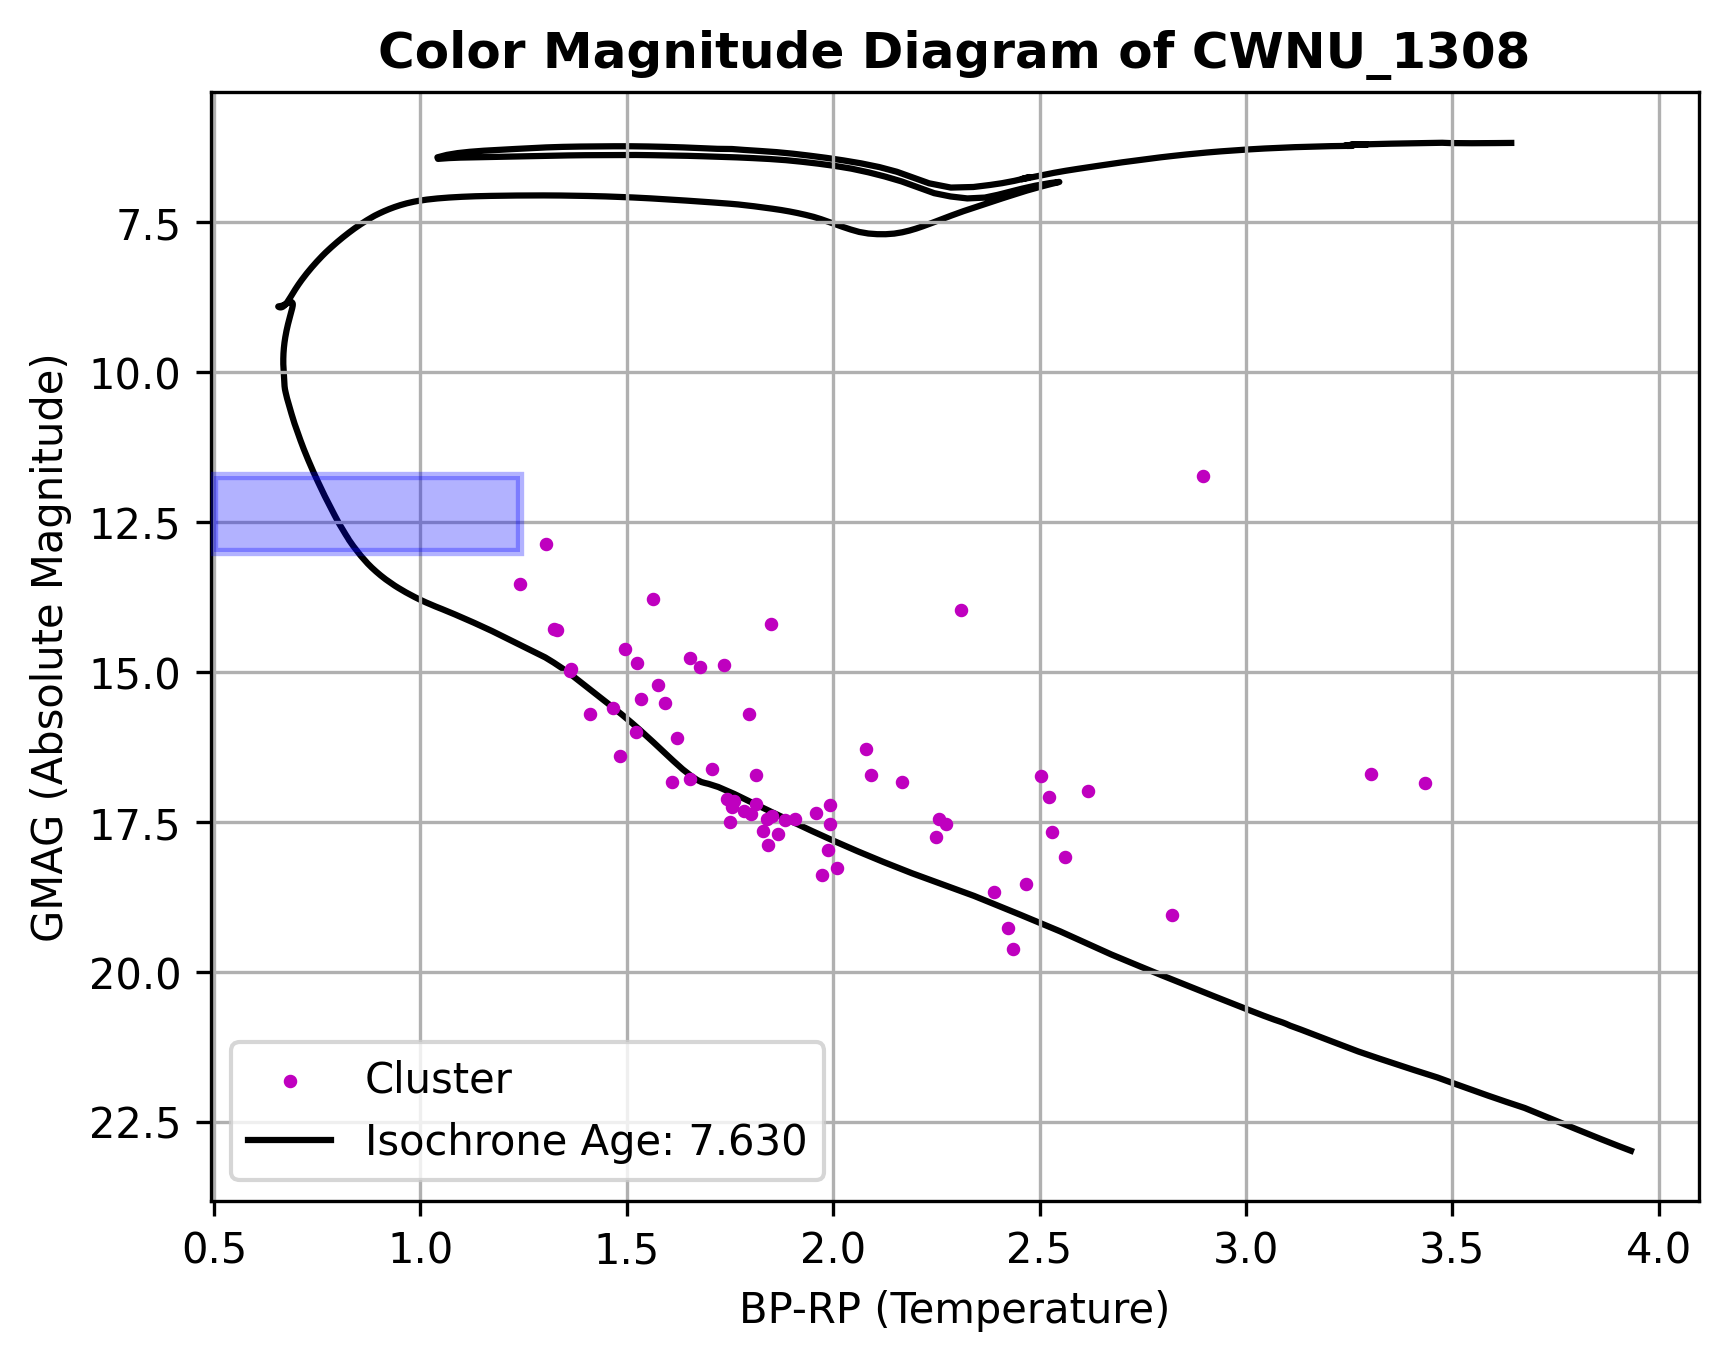 Color Magnitude Diagram of CWNU_1308
GMAG (Absolute Magnitude)
7.5
10.0
12.5
15.0
17.5
20.0
22.5
Cluster
Isochrone Age: 7.630
0.5 1.0 1.5 2.0 2.5 3.0 3.5 4.0
BP-RP (Temperature)